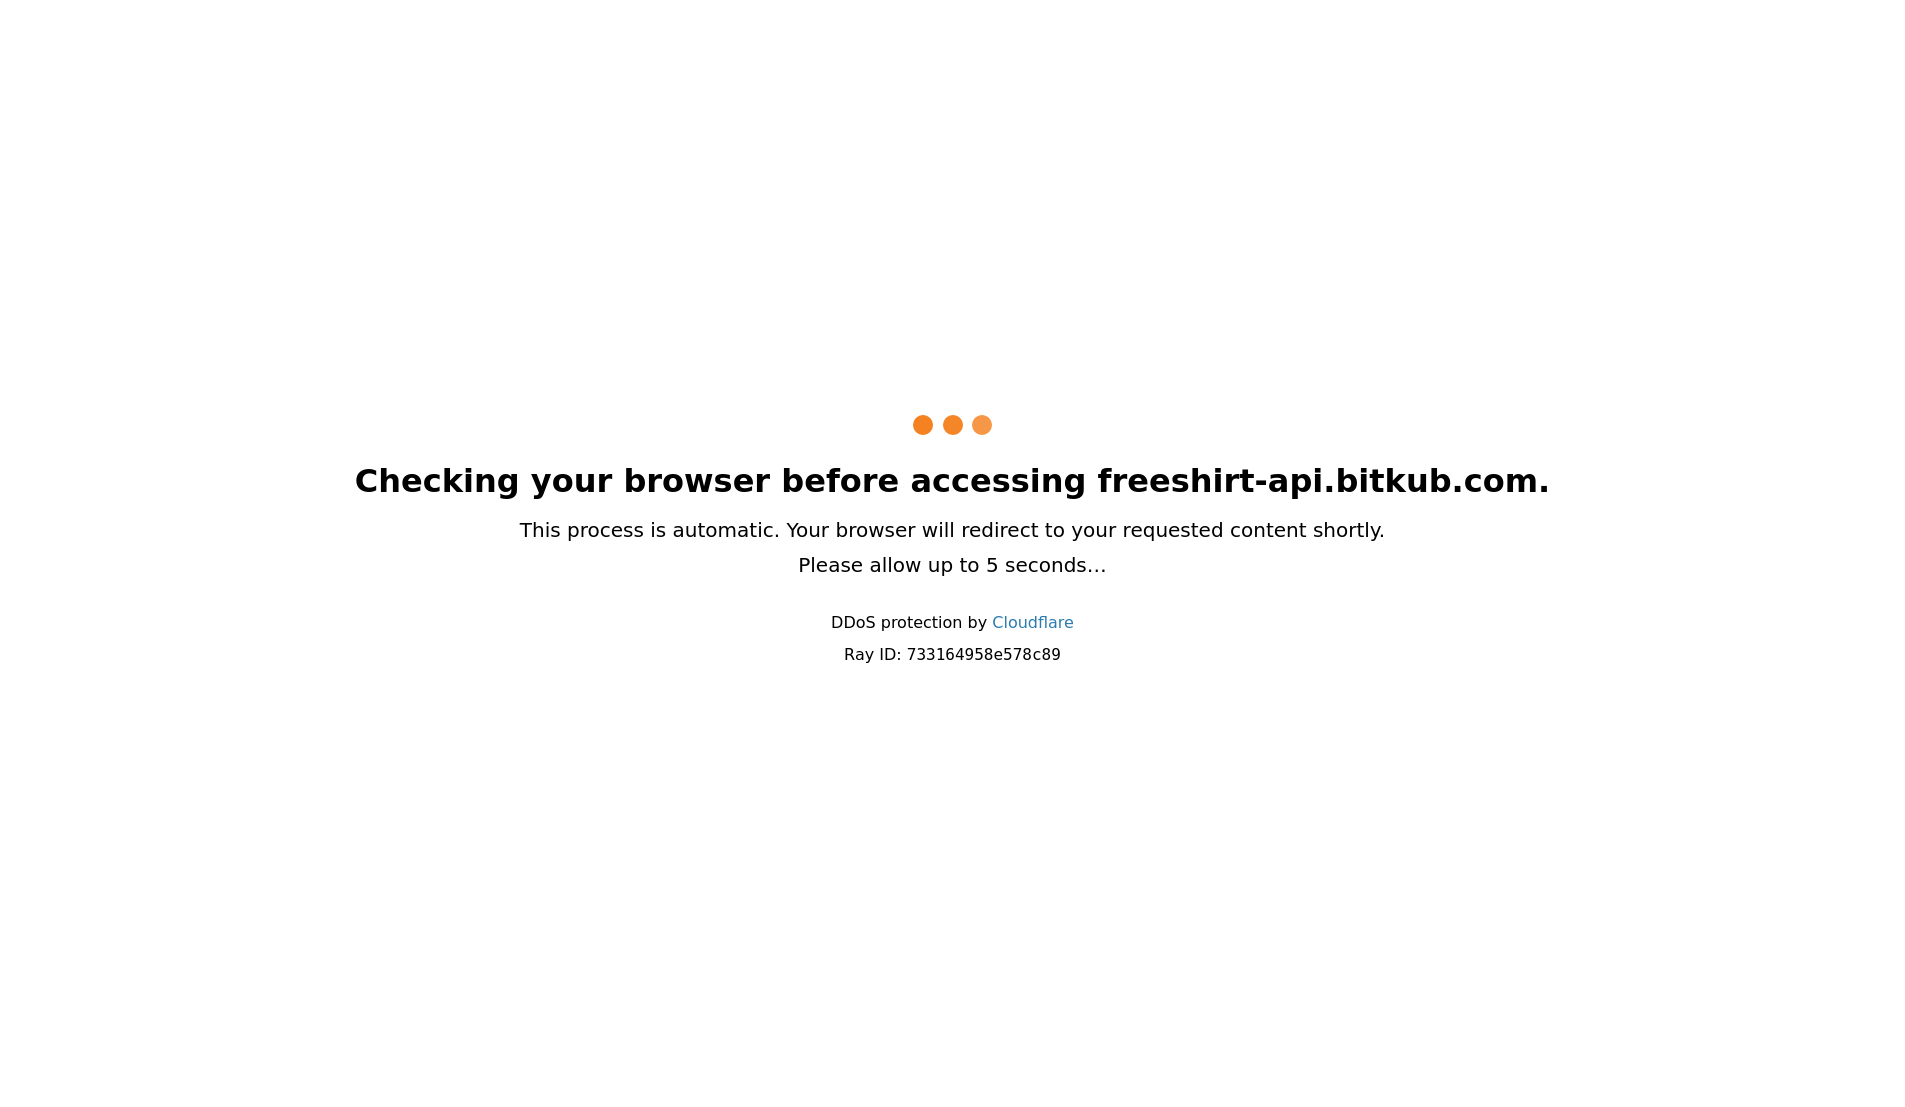 Checking your browser before accessing freeshirt-api.bitkub.com.
This process is automatic. Your browser will redirect to your requested content shortly.
Please allow up to 5 seconds…
DDoS protection by Cloudflare
Ray ID: 733164958e578c89